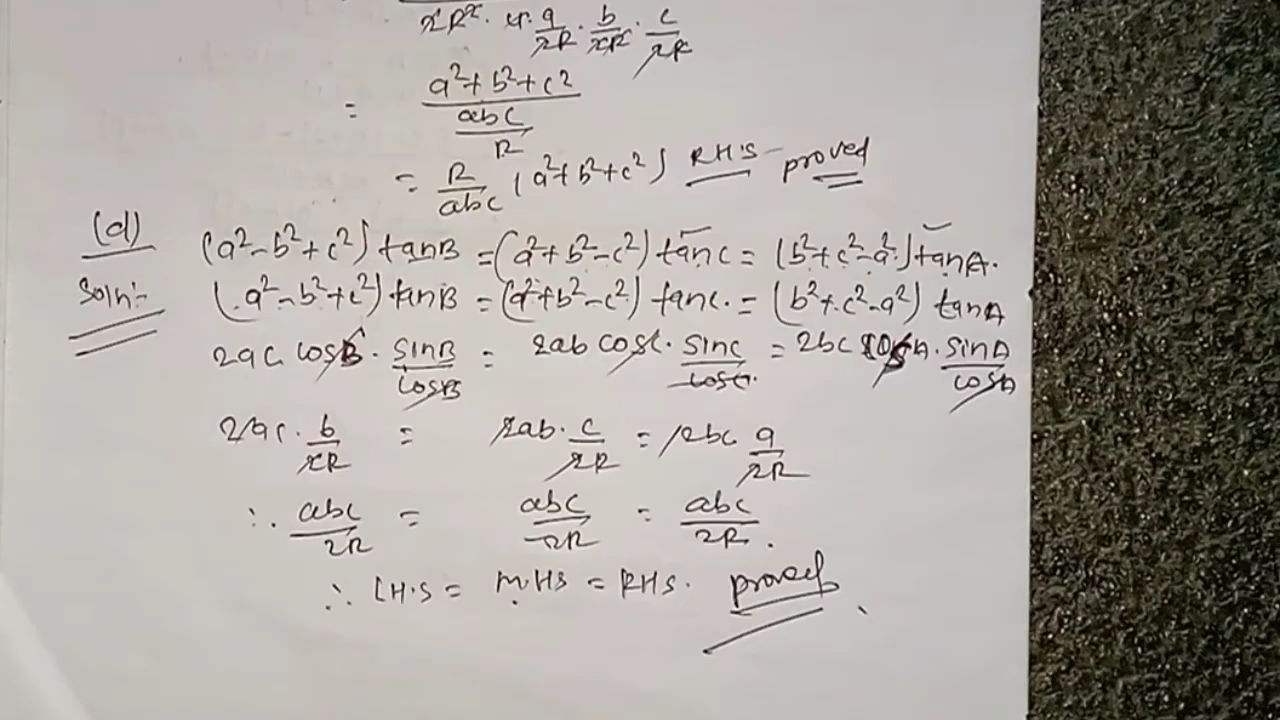 2R². 4. a/2R . b/2R . c/2R
= (a²+b²+c²)/(abc/R)
= R/abc (a²+b²+c²) RHS proved
(d) (a²-b²+c²) tanB = (a²+b²-c²) tanC = (b²+c²-a²) tanA.
Soln:- (a²-b²+c²) tanB = (a²+b²-c²) tanC. = (b²+c²-a²) tanA
2ac cosB . sinB/cosB = 2ab cosC . sinC/cosC = 2bc cosA . sinA/cosA
2ac . b/2R = 2ab . c/2R = 2bc a/2R
∴ abc/2R = abc/2R = abc/2R .
∴ LH.S = M.HS = RHS. proved